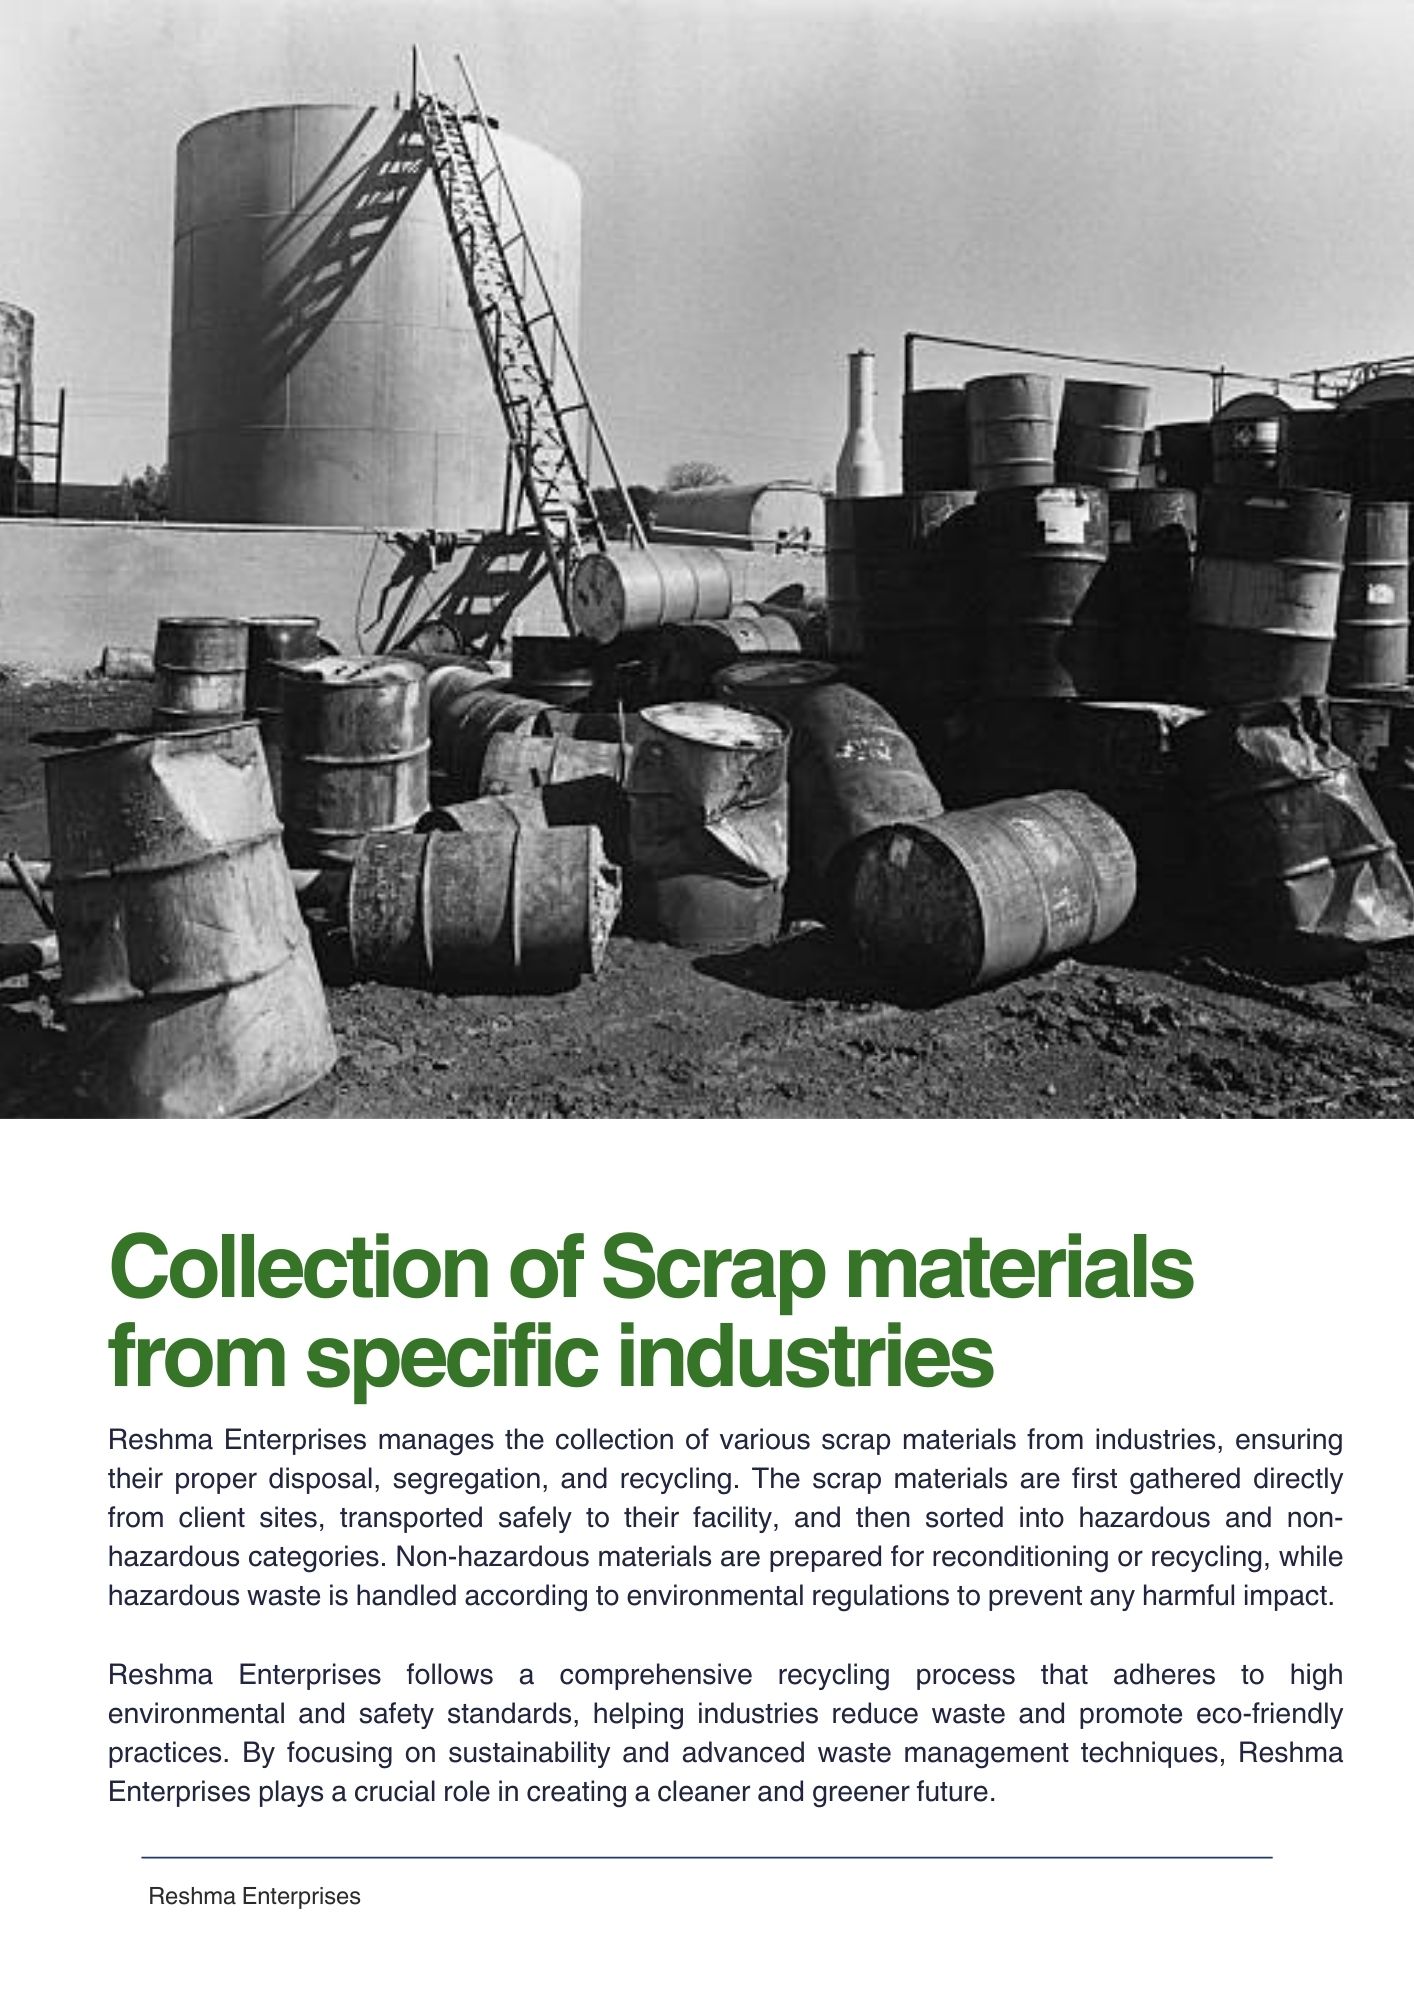 Collection of Scrap materials
from specific industries
Reshma Enterprises manages the collection of various scrap materials from industries, ensuring
their proper disposal, segregation, and recycling. The scrap materials are first gathered directly
from client sites, transported safely to their facility, and then sorted into hazardous and non-
hazardous categories. Non-hazardous materials are prepared for reconditioning or recycling, while
hazardous waste is handled according to environmental regulations to prevent any harmful impact.
Reshma Enterprises follows a comprehensive recycling process that adheres to high
environmental and safety standards, helping industries reduce waste and promote eco-friendly
practices. By focusing on sustainability and advanced waste management techniques, Reshma
Enterprises plays a crucial role in creating a cleaner and greener future.
Reshma Enterprises